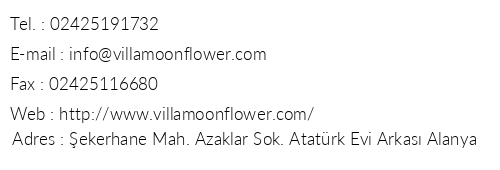 Tel. : 02425191732
E-mail : info@villamoonflower.com
Fax : 02425116680
Web : http://www.villamoonflower.com/
Adres : Şekerhane Mah. Azaklar Sok. Atatürk Evi Arkası Alanya